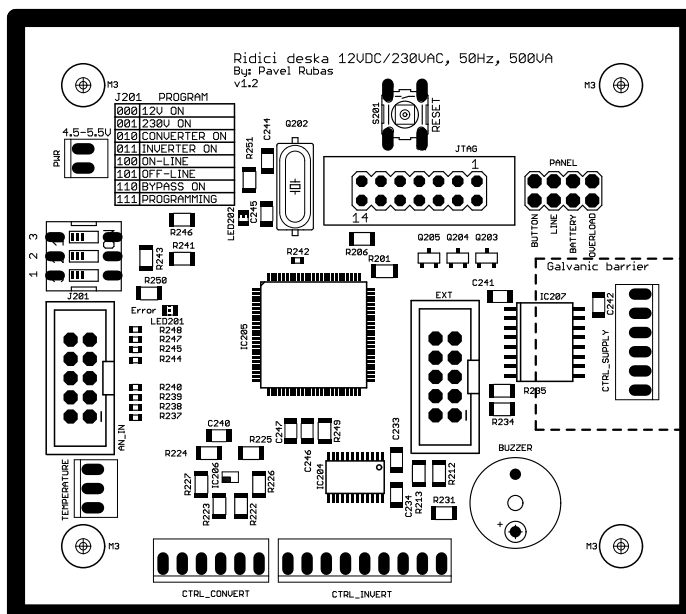 Ridici deska 12VDC/230VAC, 50Hz, 500VA
By: Pavel Rubas
v1.2
M3
M3
J201 PROGRAM
000 12V ON
001 230V ON
010 CONVERTER ON
011 INVERTER ON
100 ON-LINE
101 OFF-LINE
110 BYPASS ON
111 PROGRAMMING
4.5-5.5V
PWR
R251
C244
Q202
S201
RESET
JTAG
1
14
PANEL
BUTTON
LINE
BATTERY
OVERLOAD
LED202
C245
R246
R241
R243
R250
3
2
1
ON
J201
R242
R206
R201
Q205
Q204
Q203
Galvanic barrier
C241
IC207
C242
CTRL_SUPPLY
EXT
Error
LED201
R248
R247
R245
R244
R240
R239
R238
R237
AN_IN
IC205
R235
R234
C240
R224
R225
C247
C246
R249
C233
BUZZER
TEMPERATURE
R227
IC206
R226
R223
R222
IC204
C234
R213
R212
R231
+
M3
M3
CTRL_CONVERT
CTRL_INVERT